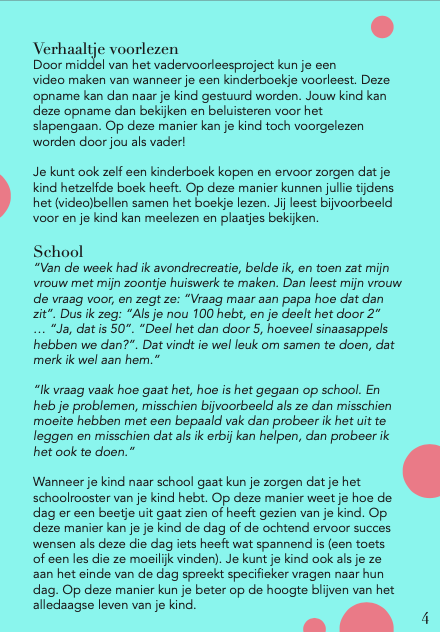 Verhaaltje voorlezen
Door middel van het vadervoorleesproject kun je een
video maken van wanneer je een kinderboekje voorleest. Deze
opname kan dan naar je kind gestuurd worden. Jouw kind kan
deze opname dan bekijken en beluisteren voor het
slapengaan. Op deze manier kan je kind toch voorgelezen
worden door jou als vader!
Je kunt ook zelf een kinderboek kopen en ervoor zorgen dat je
kind hetzelfde boek heeft. Op deze manier kunnen jullie tijdens
het (video)bellen samen het boekje lezen. Jij leest bijvoorbeeld
voor en je kind kan meelezen en plaatjes bekijken.
School
“Van de week had ik avondrecreatie, belde ik, en toen zat mijn
vrouw met mijn zoontje huiswerk te maken. Dan leest mijn vrouw
de vraag voor, en zegt ze: “Vraag maar aan papa hoe dat dan
zit”. Dus ik zeg: “Als je nou 100 hebt, en je deelt het door 2”
… “Ja, dat is 50”. “Deel het dan door 5, hoeveel sinaasappels
hebben we dan?”. Dat vindt ie wel leuk om samen te doen, dat
merk ik wel aan hem.”
“Ik vraag vaak hoe gaat het, hoe is het gegaan op school. En
heb je problemen, misschien bijvoorbeeld als ze dan misschien
moeite hebben met een bepaald vak dan probeer ik het uit te
leggen en misschien dat als ik erbij kan helpen, dan probeer ik
het ook te doen.”
Wanneer je kind naar school gaat kun je zorgen dat je het
schoolrooster van je kind hebt. Op deze manier weet je hoe de
dag er een beetje uit gaat zien of heeft gezien van je kind. Op
deze manier kan je je kind de dag of de ochtend ervoor succes
wensen als deze die dag iets heeft wat spannend is (een toets
of een les die ze moeilijk vinden). Je kunt je kind ook als je ze
aan het einde van de dag spreekt specifieker vragen naar hun
dag. Op deze manier kun je beter op de hoogte blijven van het
alledaagse leven van je kind.
4